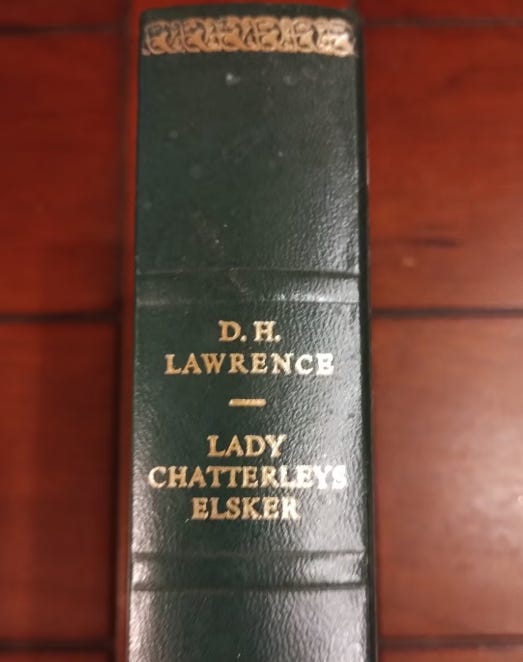 D. H.
LAWRENCE
LADY
CHATTERLEYS
ELSKER